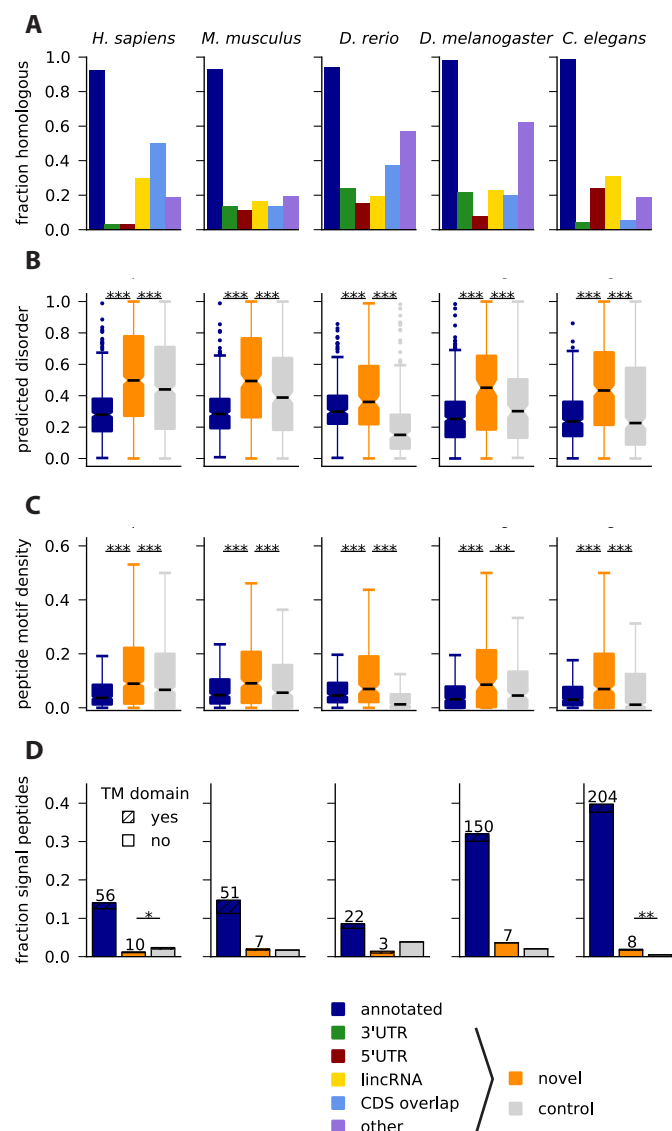 A
H. sapiens M. musculus D. rerio D. melanogaster C. elegans
fraction homologous
1.0
0.8
0.6
0.4
0.2
0.0
B
*** *** *** *** *** *** *** *** *** ***
predicted disorder
1.0
0.8
0.6
0.4
0.2
0.0
C
*** *** *** *** *** *** *** ** *** ***
peptide motif density
0.6
0.4
0.2
0.0
D
fraction signal peptides
0.4
0.3
0.2
0.1
0.0
TM domain
yes
no
56 10 * 51 7 22 3 150 7 204 8 **
annotated
3'UTR
5'UTR
lincRNA
CDS overlap
other
novel
control